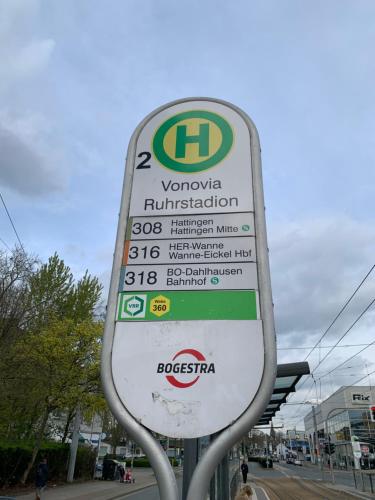 H
2
Vonovia
Ruhrstadion
308 Hattingen
Hattingen Mitte S
316 HER-Wanne
Wanne-Eickel Hbf
318 BO-Dahlhausen
Bahnhof S
VRR Wabe 360
BOGESTRA